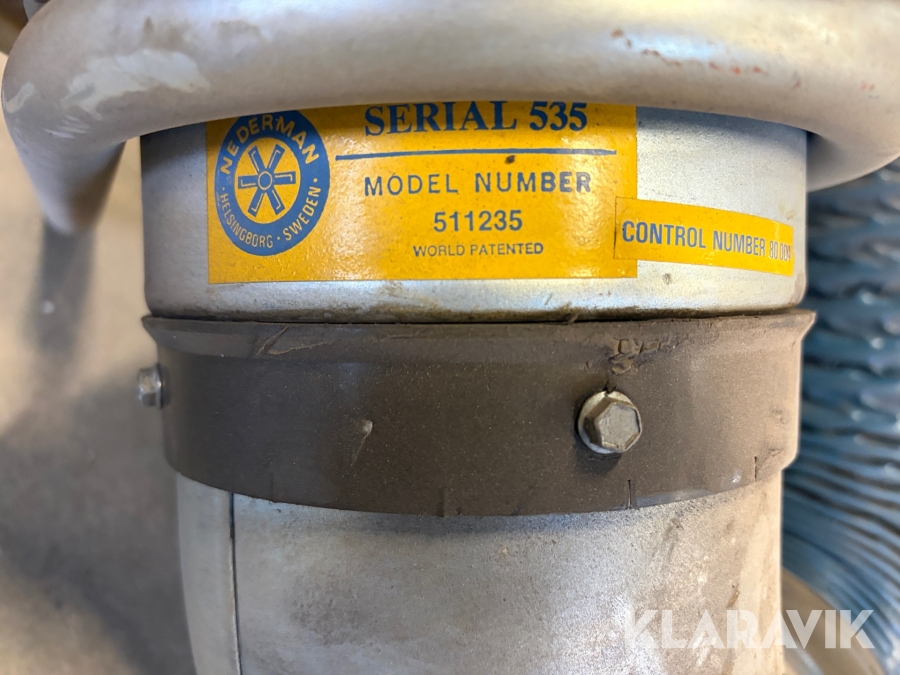 NEDERMAN
HELSINGBORG · SWEDEN ·
SERIAL 535
MODEL NUMBER
511235
WORLD PATENTED
CONTROL NUMBER
KLARAVIK